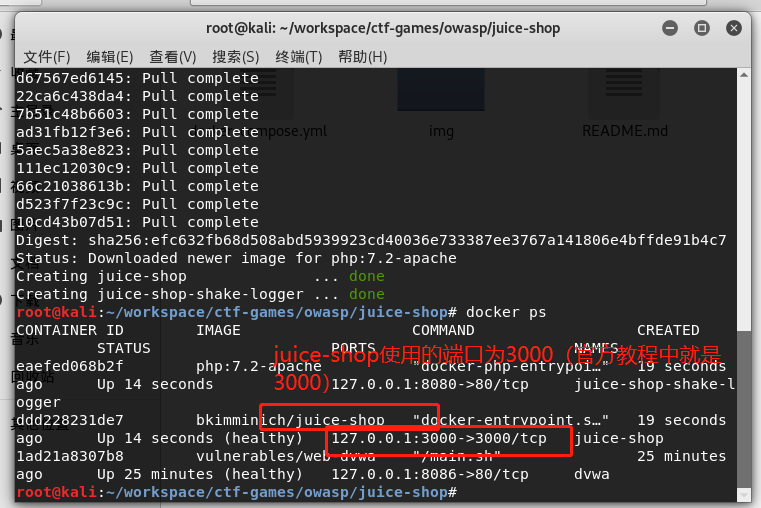 root@kali: ~/workspace/ctf-games/owasp/juice-shop
文件(F) 编辑(E) 查看(V) 搜索(S) 终端(T) 帮助(H)
d67567ed6145: Pull complete
22ca6c438da4: Pull complete
7b51c48b6603: Pull complete
ad31fb12f3e6: Pull complete
mpose.yml img README.md
5aec5a38e823: Pull complete
111ec12030c9: Pull complete
66c21038613b: Pull complete
d523f7f23c9c: Pull complete
10cd43b07d51: Pull complete
Digest: sha256:efc632fb68d508abd5939923cd40036e733387ee3767a141806e4bffde91b4c7
Status: Downloaded newer image for php:7.2-apache
Creating juice-shop ... done
Creating juice-shop-shake-logger ... done
root@kali:~/workspace/ctf-games/owasp/juice-shop# docker ps
CONTAINER ID IMAGE COMMAND CREATED
STATUS PORTS NAMES
juice-shop使用的端口为3000（官方教程中就是
3000）
eaefed068b2f php:7.2-apache "docker-php-entrypoi…" 19 seconds
ago Up 14 seconds 127.0.0.1:8080->80/tcp juice-shop-shake-l
ogger
ddd228231de7 bkimminich/juice-shop "docker-entrypoint.s…" 19 seconds
ago Up 14 seconds (healthy) 127.0.0.1:3000->3000/tcp juice-shop
1ad21a8307b8 vulnerables/web-dvwa "/main.sh" 25 minutes
ago Up 25 minutes (healthy) 127.0.0.1:8086->80/tcp dvwa
root@kali:~/workspace/ctf-games/owasp/juice-shop#